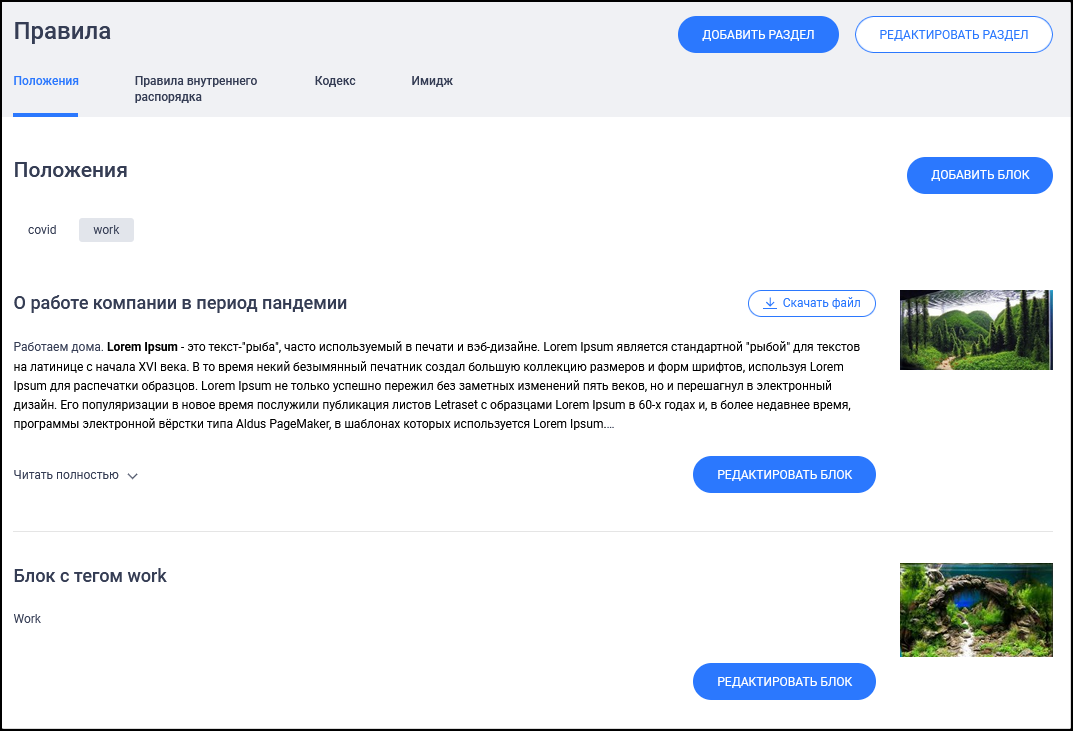 Правила
ДОБАВИТЬ РАЗДЕЛ
РЕДАКТИРОВАТЬ РАЗДЕЛ
Положения
Правила внутреннего
распорядка
Кодекс
Имидж
Положения
ДОБАВИТЬ БЛОК
covid
work
О работе компании в период пандемии
Скачать файл
Работаем дома. Lorem Ipsum - это текст-"рыба", часто используемый в печати и вэб-дизайне. Lorem Ipsum является стандартной "рыбой" для текстов
на латинице с начала XVI века. В то время некий безымянный печатник создал большую коллекцию размеров и форм шрифтов, используя Lorem
Ipsum для распечатки образцов. Lorem Ipsum не только успешно пережил без заметных изменений пять веков, но и перешагнул в электронный
дизайн. Его популяризации в новое время послужили публикация листов Letraset с образцами Lorem Ipsum в 60-х годах и, в более недавнее время,
программы электронной вёрстки типа Aldus PageMaker, в шаблонах которых используется Lorem Ipsum....
Читать полностью
РЕДАКТИРОВАТЬ БЛОК
Блок с тегом work
Work
РЕДАКТИРОВАТЬ БЛОК